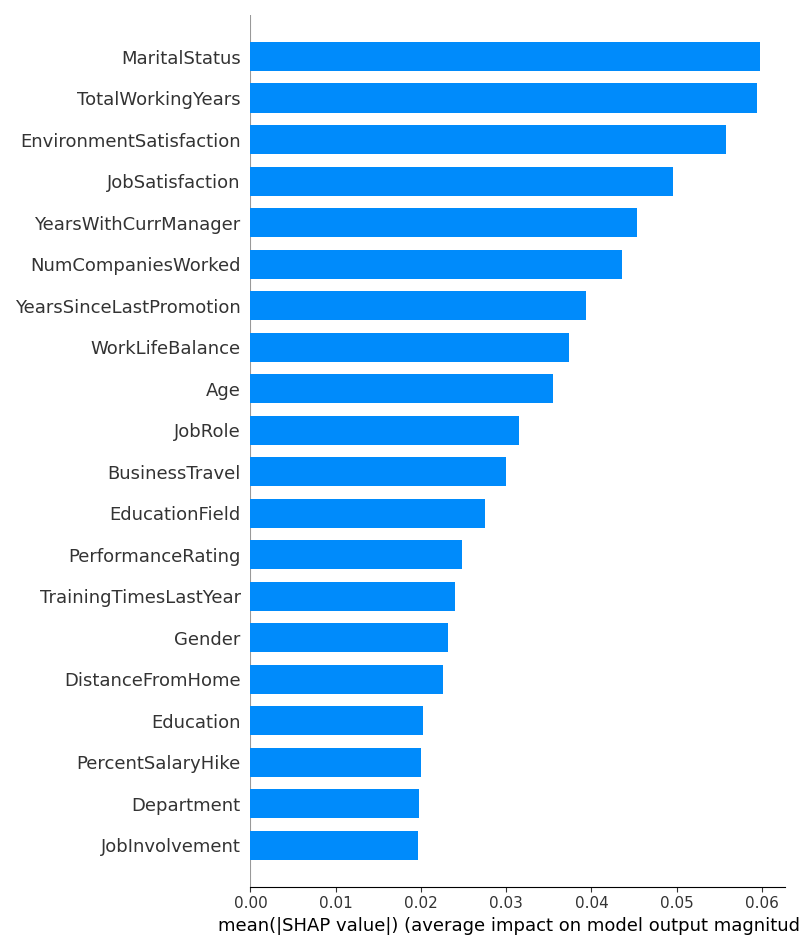 MaritalStatus
TotalWorkingYears
EnvironmentSatisfaction
JobSatisfaction
YearsWithCurrManager
NumCompaniesWorked
YearsSinceLastPromotion
WorkLifeBalance
Age
JobRole
BusinessTravel
EducationField
PerformanceRating
TrainingTimesLastYear
Gender
DistanceFromHome
Education
PercentSalaryHike
Department
JobInvolvement
0.00 0.01 0.02 0.03 0.04 0.05 0.06
mean(|SHAP value|) (average impact on model output magnitud